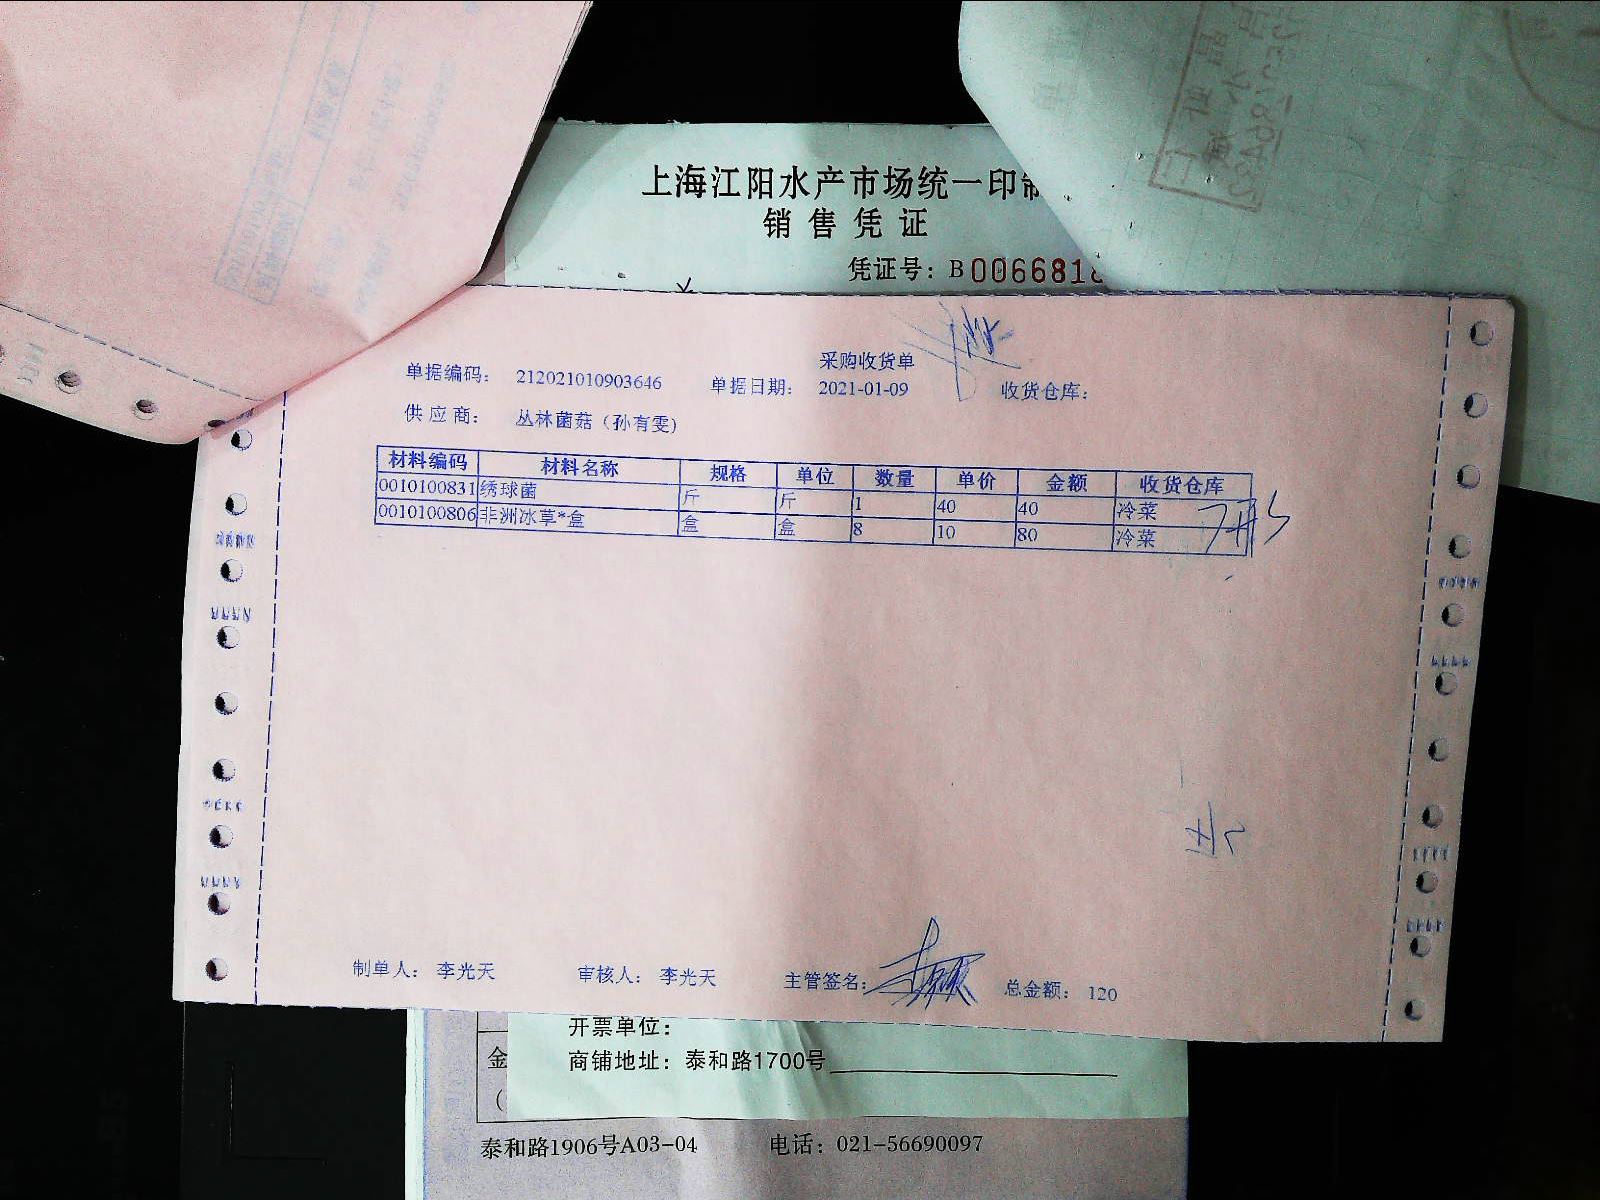 上海江阳水产市场统一印制
销售凭证
凭证号：B0066818
采购收货单
单据编码： 212021010903646 单据日期： 2021-01-09 收货仓库：
供应商： 丛林菌菇（孙有雯）
材料编码 材料名称 规格 单位 数量 单价 金额 收货仓库
0010100831 绣球菌 斤 斤 1 40 40 冷菜
0010100806 非洲冰草*盒 盒 盒 8 10 80 冷菜
制单人： 李光天 审核人： 李光天 主管签名： 总金额： 120
开票单位：
金
商铺地址：泰和路1700号
（
泰和路1906号A03-04 电话：021-56690097